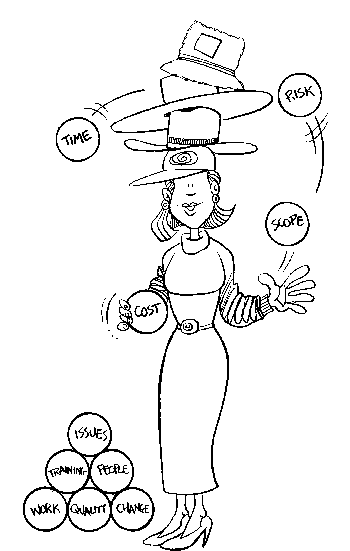 RISK
TIME
SCOPE
COST
ISSUES
TRAINING PEOPLE
WORK QUALITY CHANGE